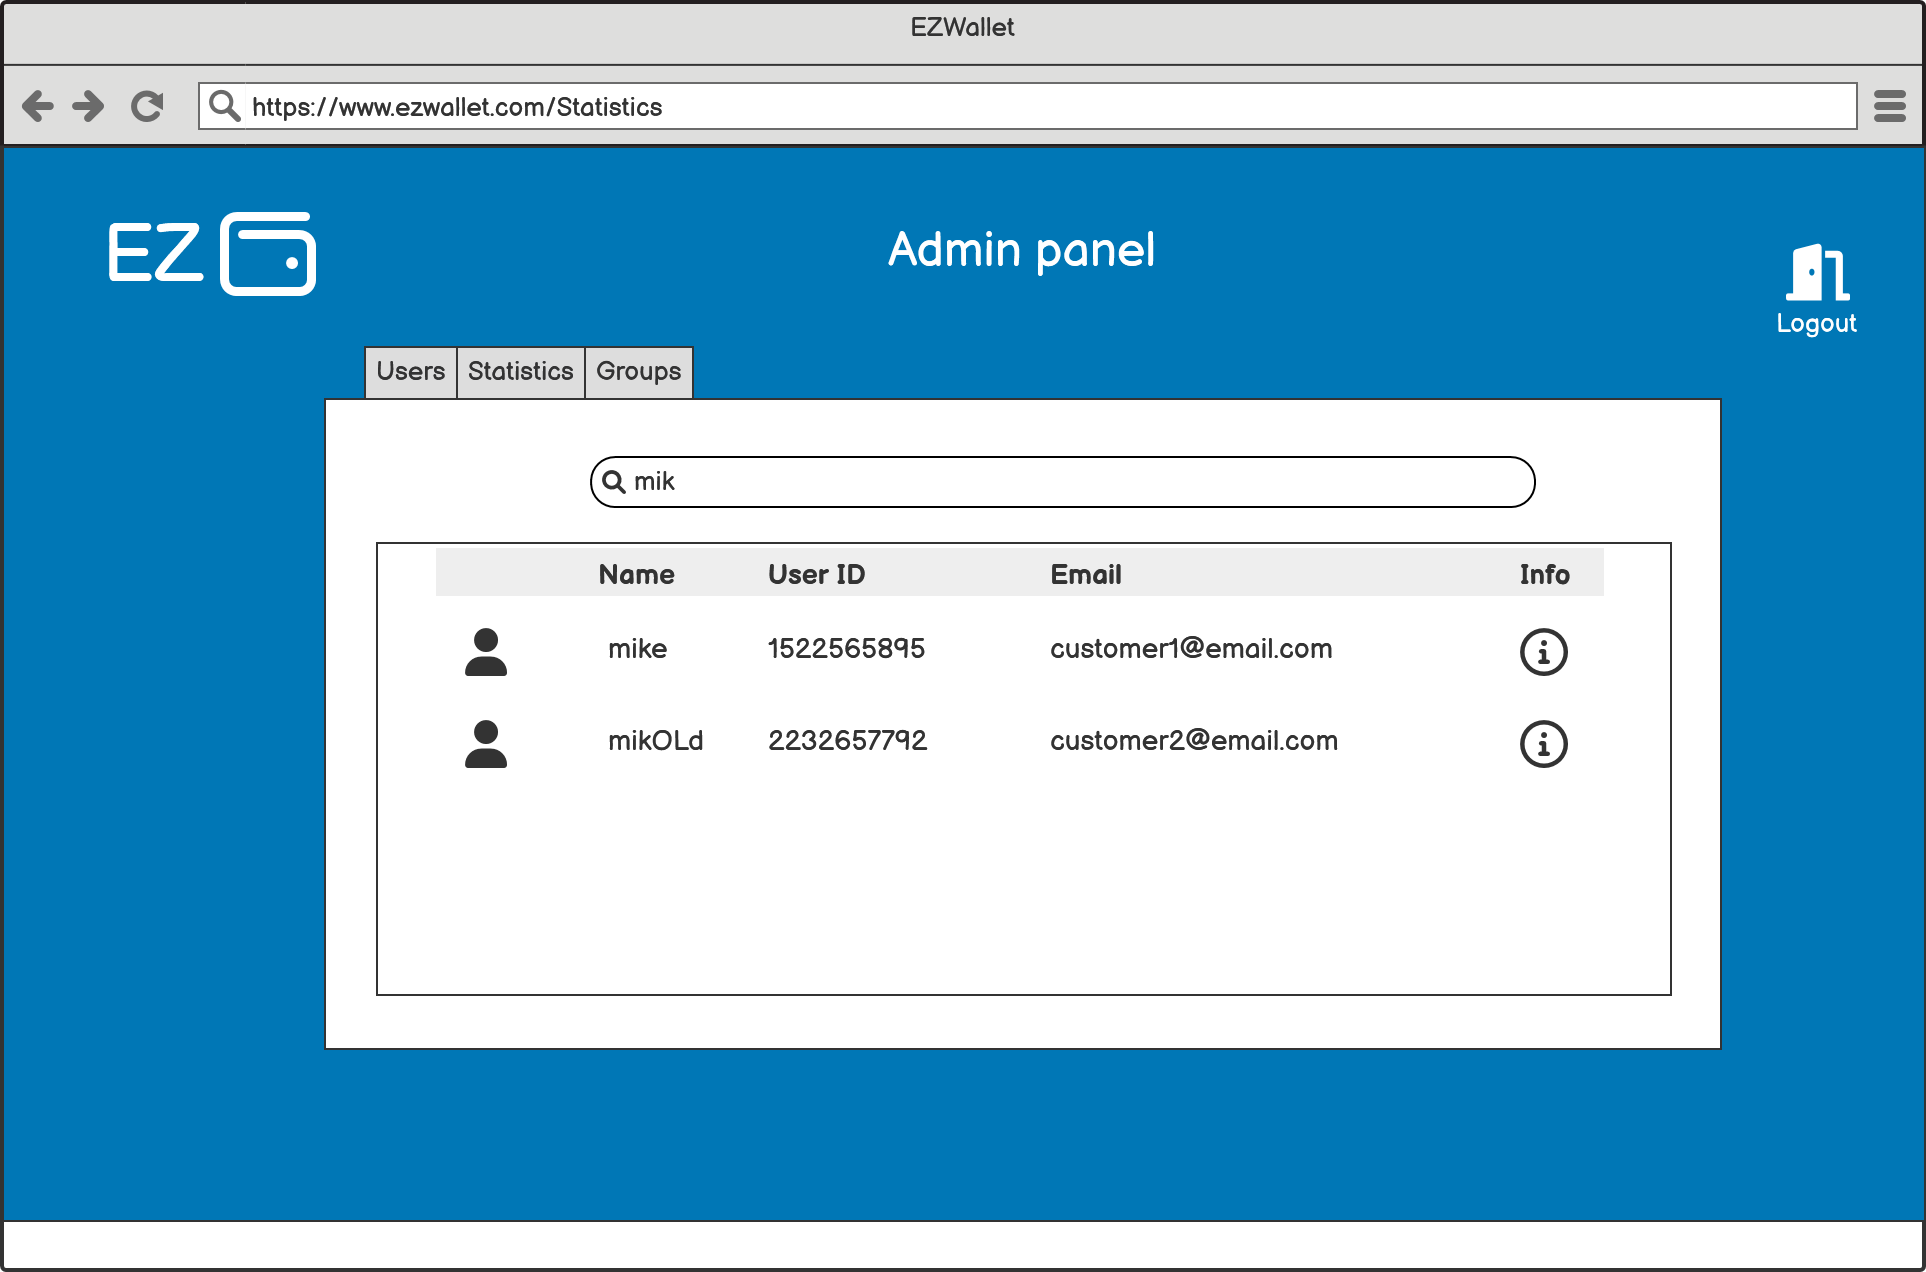 EZWallet
https://www.ezwallet.com/Statistics
EZ
Admin panel
Logout
Users Statistics Groups
mik
Name User ID Email Info
mike 1522565895 customer1@email.com
mikOLd 2232657792 customer2@email.com